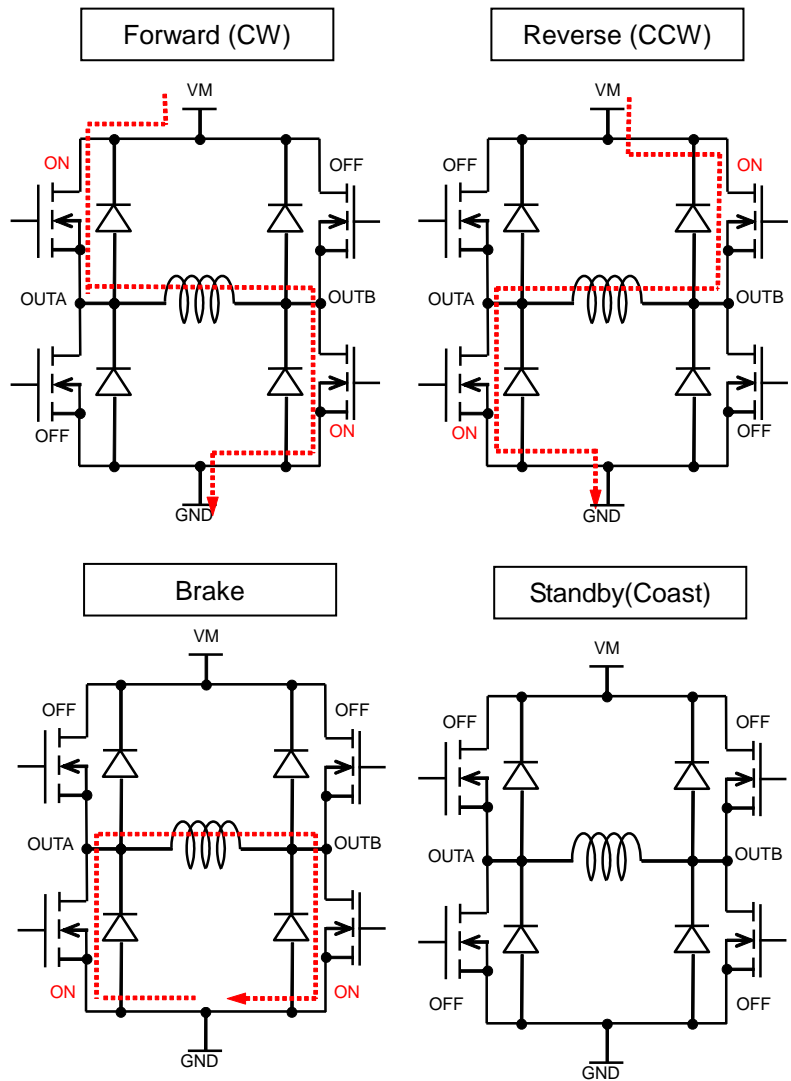 Forward (CW)
VM
ON
OFF
OUTA
OUTB
OFF
ON
GND
Reverse (CCW)
VM
OFF
ON
OUTA
OUTB
ON
OFF
GND
Brake
VM
OFF
OFF
OUTA
OUTB
ON
ON
GND
Standby(Coast)
VM
OFF
OFF
OUTA
OUTB
OFF
OFF
GND